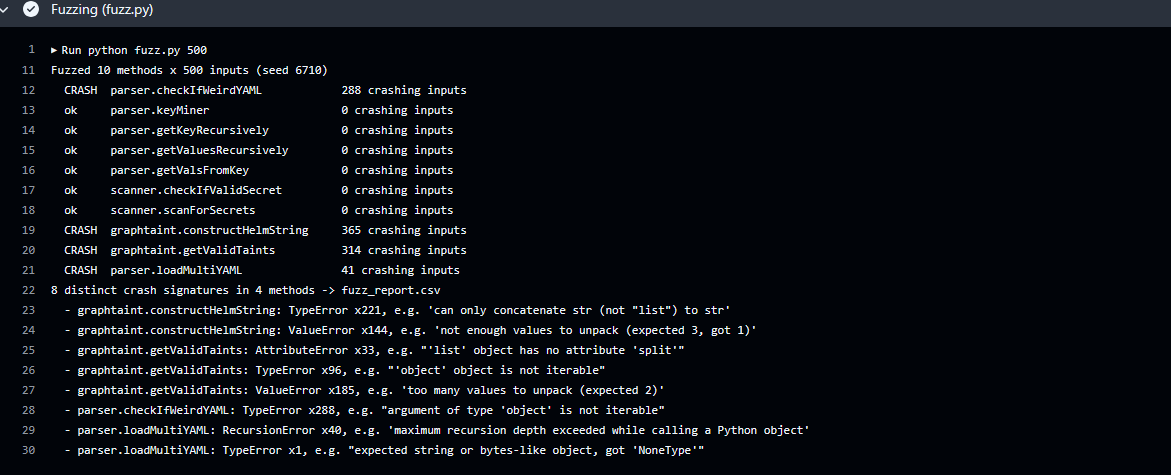 Fuzzing (fuzz.py)
1 ▶ Run python fuzz.py 500
11 Fuzzed 10 methods x 500 inputs (seed 6710)
12 CRASH parser.checkIfWeirdYAML 288 crashing inputs
13 ok parser.keyMiner 0 crashing inputs
14 ok parser.getKeyRecursively 0 crashing inputs
15 ok parser.getValuesRecursively 0 crashing inputs
16 ok parser.getValsFromKey 0 crashing inputs
17 ok scanner.checkIfValidSecret 0 crashing inputs
18 ok scanner.scanForSecrets 0 crashing inputs
19 CRASH graphtaint.constructHelmString 365 crashing inputs
20 CRASH graphtaint.getValidTaints 314 crashing inputs
21 CRASH parser.loadMultiYAML 41 crashing inputs
22 8 distinct crash signatures in 4 methods -> fuzz_report.csv
23 - graphtaint.constructHelmString: TypeError x221, e.g. 'can only concatenate str (not "list") to str'
24 - graphtaint.constructHelmString: ValueError x144, e.g. 'not enough values to unpack (expected 3, got 1)'
25 - graphtaint.getValidTaints: AttributeError x33, e.g. "'list' object has no attribute 'split'"
26 - graphtaint.getValidTaints: TypeError x96, e.g. "'object' object is not iterable"
27 - graphtaint.getValidTaints: ValueError x185, e.g. 'too many values to unpack (expected 2)'
28 - parser.checkIfWeirdYAML: TypeError x288, e.g. "argument of type 'object' is not iterable"
29 - parser.loadMultiYAML: RecursionError x40, e.g. 'maximum recursion depth exceeded while calling a Python object'
30 - parser.loadMultiYAML: TypeError x1, e.g. "expected string or bytes-like object, got 'NoneType'"